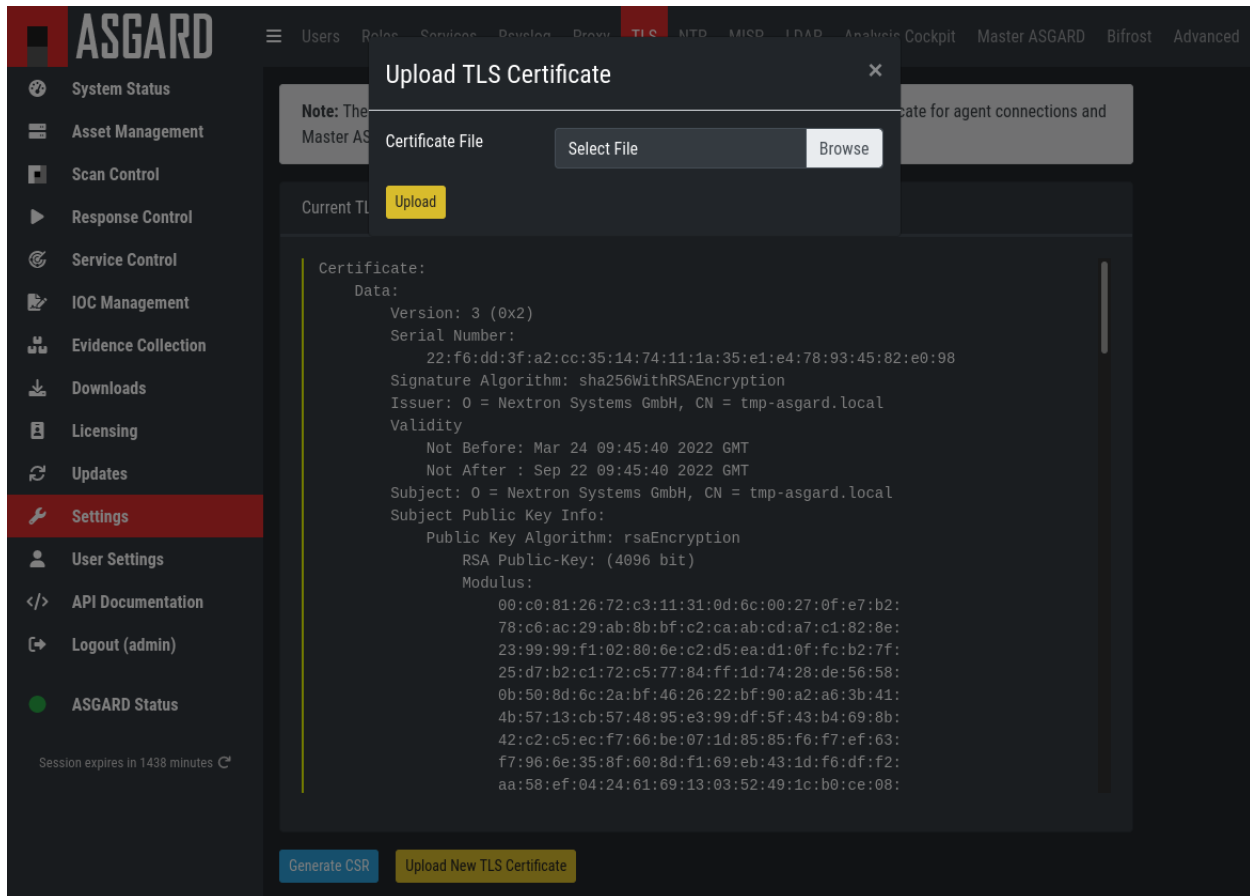 ASGARD
Users Roles Services Rsyslog Proxy TLS NTP MISP LDAP Analysis Cockpit Master ASGARD Bifrost Advanced
System Status
Asset Management
Scan Control
Response Control
Service Control
IOC Management
Evidence Collection
Downloads
Licensing
Updates
Settings
User Settings
API Documentation
Logout (admin)
ASGARD Status
Session expires in 1438 minutes
Upload TLS Certificate ×
Certificate File Select File Browse
Upload
Note: The cate for agent connections and
Master AS
Current TL
Certificate:
Data:
Version: 3 (0x2)
Serial Number:
22:f6:dd:3f:a2:cc:35:14:74:11:1a:35:e1:e4:78:93:45:82:e0:98
Signature Algorithm: sha256WithRSAEncryption
Issuer: O = Nextron Systems GmbH, CN = tmp-asgard.local
Validity
Not Before: Mar 24 09:45:40 2022 GMT
Not After : Sep 22 09:45:40 2022 GMT
Subject: O = Nextron Systems GmbH, CN = tmp-asgard.local
Subject Public Key Info:
Public Key Algorithm: rsaEncryption
RSA Public-Key: (4096 bit)
Modulus:
00:c0:81:26:72:c3:11:31:0d:6c:00:27:0f:e7:b2:
78:c6:ac:29:ab:8b:bf:c2:ca:ab:cd:a7:c1:82:8e:
23:99:99:f1:02:80:6e:c2:d5:ea:d1:0f:fc:b2:7f:
25:d7:b2:c1:72:c5:77:84:ff:1d:74:28:de:56:58:
0b:50:8d:6c:2a:bf:46:26:22:bf:90:a2:a6:3b:41:
4b:57:13:cb:57:48:95:e3:99:df:5f:43:b4:69:8b:
42:c2:c5:ec:f7:66:be:07:1d:85:85:f6:f7:ef:63:
f7:96:6e:35:8f:60:8d:f1:69:eb:43:1d:f6:df:f2:
aa:58:ef:04:24:61:69:13:03:52:49:1c:b0:ce:08:
Generate CSR Upload New TLS Certificate